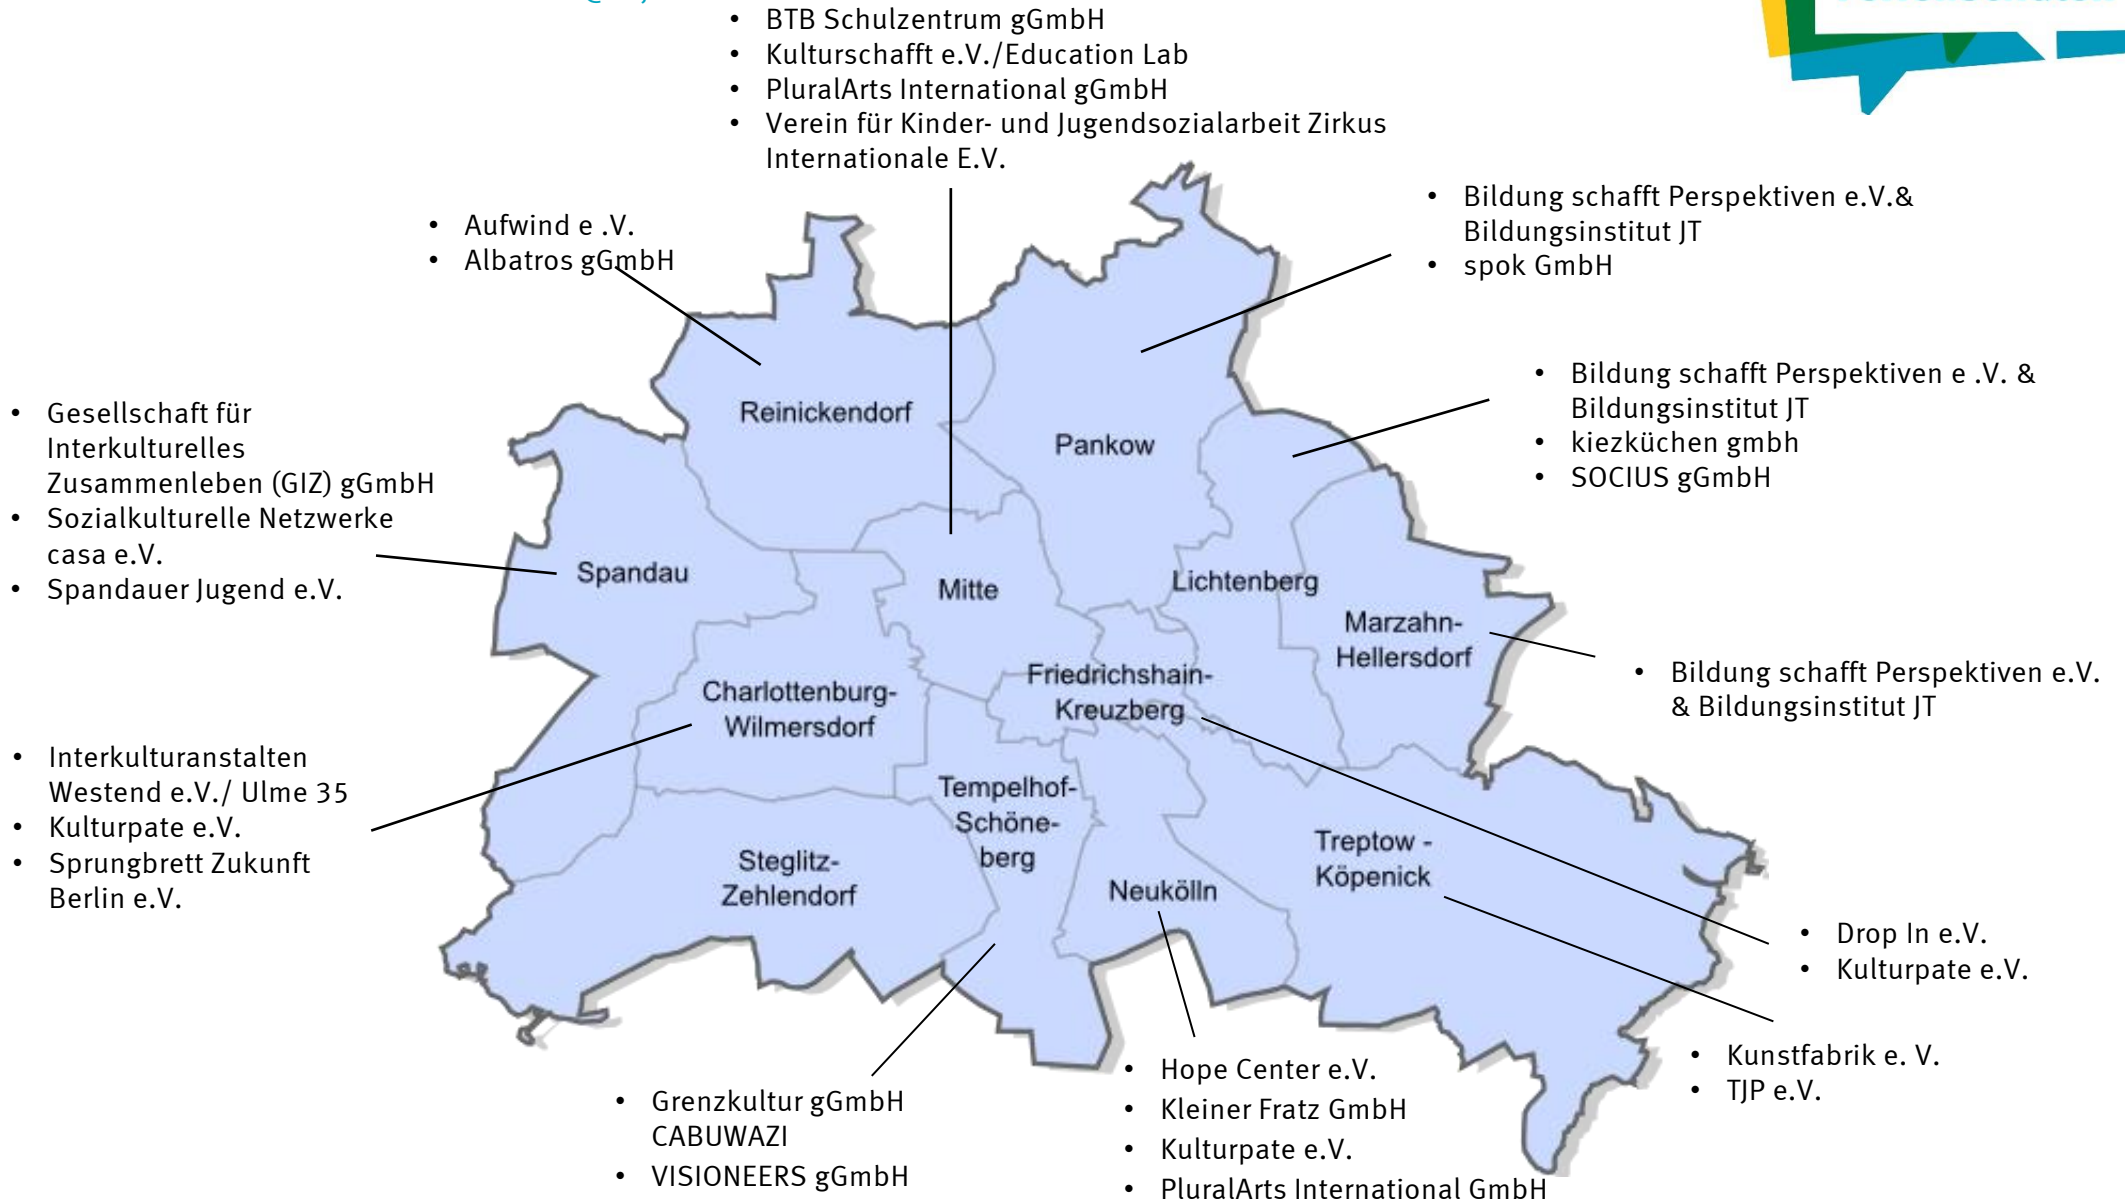 • BTB Schulzentrum gGmbH
• Kulturschafft e.V./Education Lab
• PluralArts International gGmbH
• Verein für Kinder- und Jugendsozialarbeit Zirkus
Internationale E.V.
• Aufwind e .V.
• Albatros gGmbH
• Bildung schafft Perspektiven e.V.&
Bildungsinstitut JT
• spok GmbH
• Bildung schafft Perspektiven e .V. &
Bildungsinstitut JT
• kiezküchen gmbh
• SOCIUS gGmbH
• Gesellschaft für
Interkulturelles
Zusammenleben (GIZ) gGmbH
• Sozialkulturelle Netzwerke
casa e.V.
• Spandauer Jugend e.V.
Reinickendorf
Pankow
Spandau
Mitte
Lichtenberg
Marzahn-
Hellersdorf
Charlottenburg-
Wilmersdorf
Friedrichshain-
Kreuzberg
Tempelhof-
Schöne-
berg
Steglitz-
Zehlendorf
Neukölln
Treptow -
Köpenick
• Bildung schafft Perspektiven e.V.
& Bildungsinstitut JT
• Interkulturanstalten
Westend e.V./ Ulme 35
• Kulturpate e.V.
• Sprungbrett Zukunft
Berlin e.V.
• Drop In e.V.
• Kulturpate e.V.
• Kunstfabrik e. V.
• TJP e.V.
• Grenzkultur gGmbH
CABUWAZI
• VISIONEERS gGmbH
• Hope Center e.V.
• Kleiner Fratz GmbH
• Kulturpate e.V.
• PluralArts International GmbH